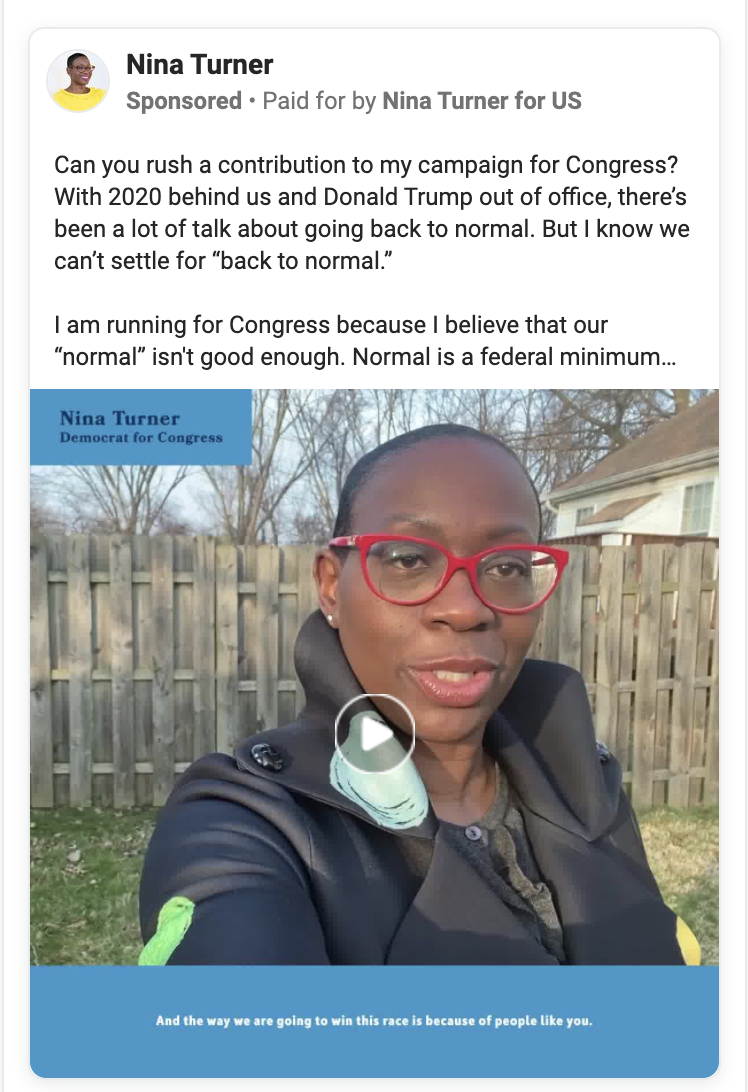 Nina Turner
Sponsored • Paid for by Nina Turner for US
Can you rush a contribution to my campaign for Congress?
With 2020 behind us and Donald Trump out of office, there’s
been a lot of talk about going back to normal. But I know we
can’t settle for “back to normal.”
I am running for Congress because I believe that our
“normal” isn't good enough. Normal is a federal minimum...
Nina Turner
Democrat for Congress
And the way we are going to win this race is because of people like you.